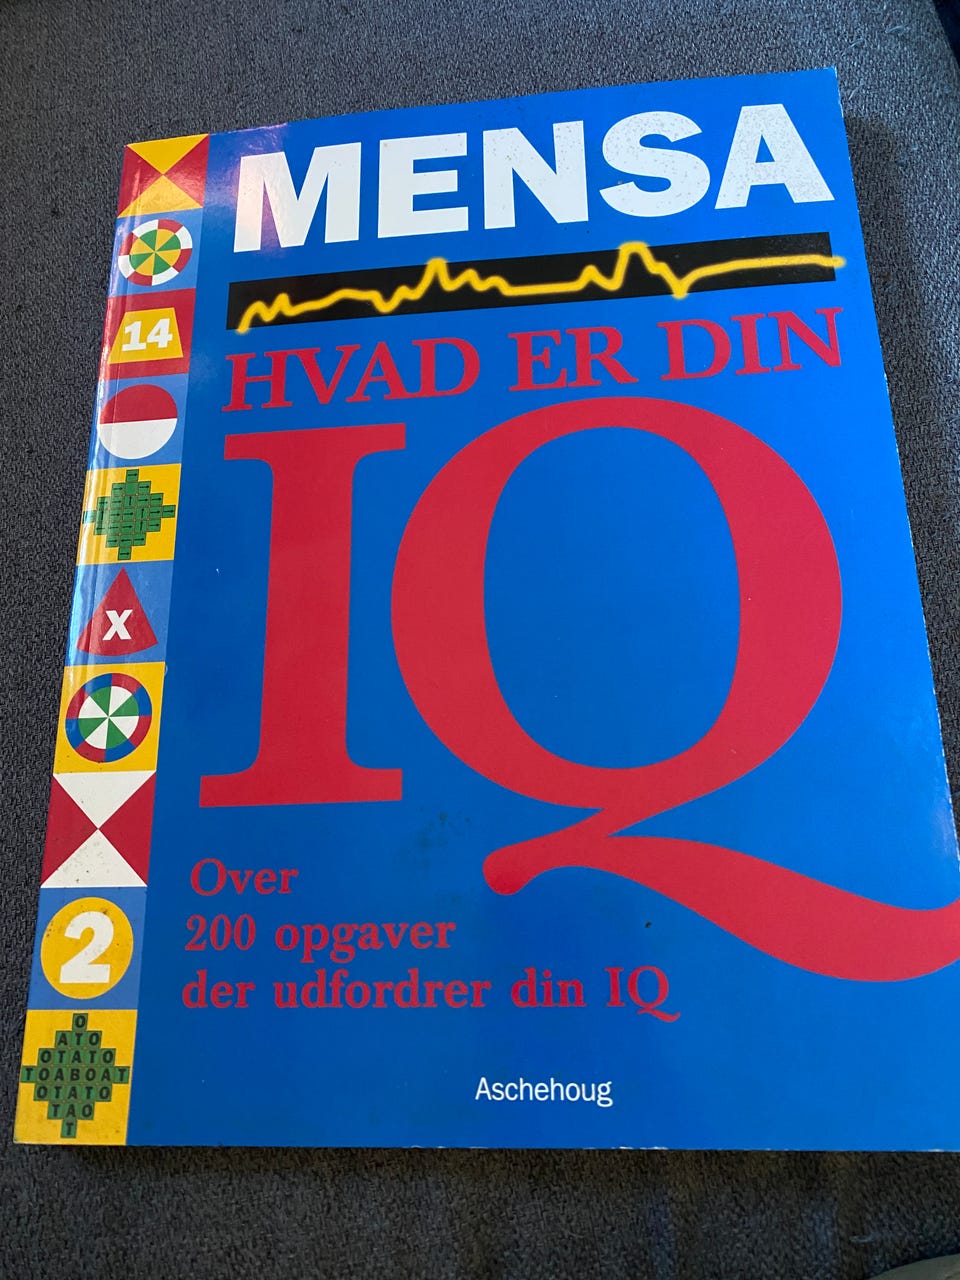 MENSA
HVAD ER DIN
IQ
Over
200 opgaver
der udfordrer din IQ
Aschehoug
14
X
2
O
ATO
OTATO
TOABOAT
OTATO
TAO
T